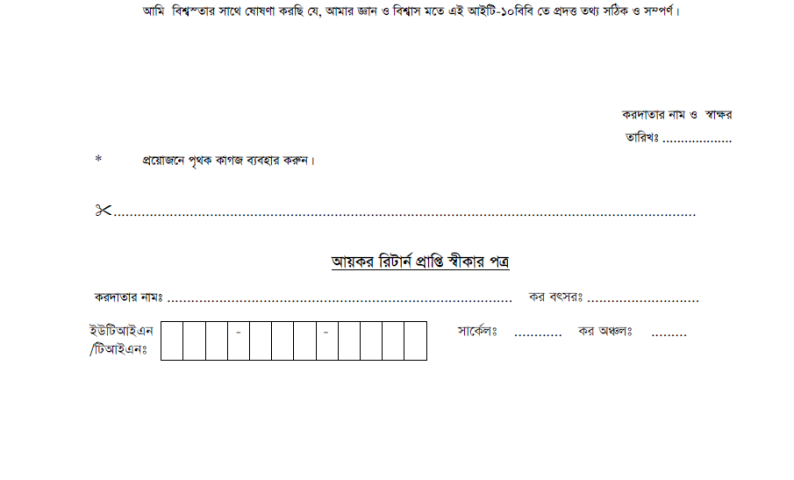 আমি বিশ্বস্ততার সাথে ঘোষণা করছি যে, আমার জ্ঞান ও বিশ্বাস মতে এই আইটি-১০বিবি তে প্রদত্ত তথ্য সঠিক ও সম্পূর্ণ।
করদাতার নাম ও স্বাক্ষর
তারিখঃ ...................
* প্রয়োজনে পৃথক কাগজ ব্যবহার করুন।
আয়কর রিটার্ন প্রাপ্তি স্বীকার পত্র
করদাতার নামঃ ...................................................................................... কর বৎসরঃ ............................
ইউটিআইএন - - সার্কেলঃ ............ কর অঞ্চলঃ .........
/টিআইএনঃ